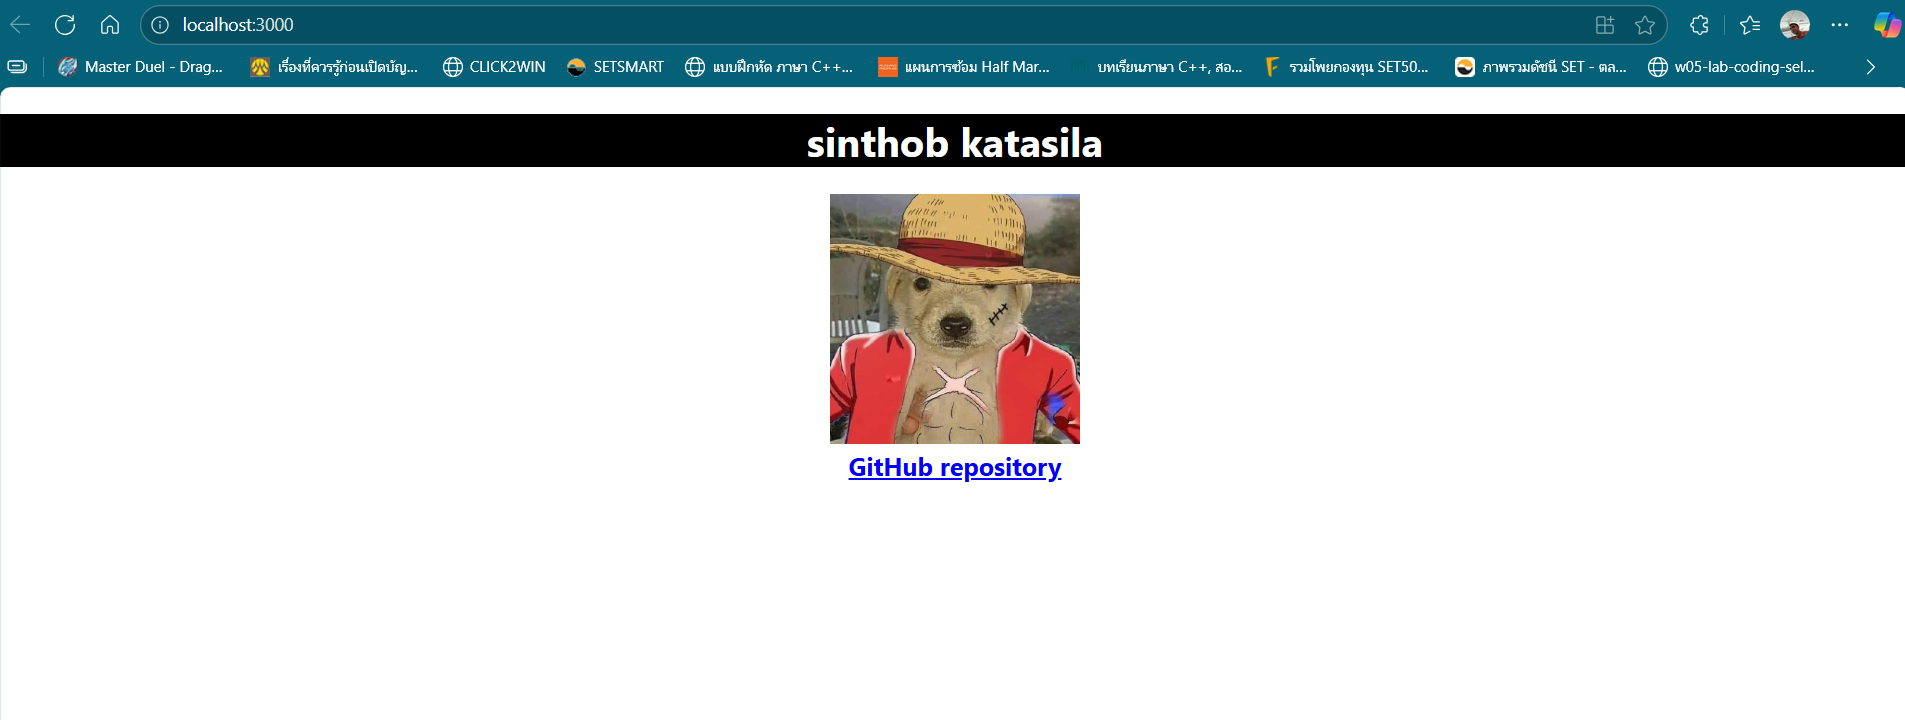 localhost:3000
Master Duel - Drag...
เรื่องที่ควรรู้ก่อนเปิดบัญ...
CLICK2WIN
SETSMART
แบบฝึกหัด ภาษา C++...
แผนการซ้อม Half Mar...
บทเรียนภาษา C++, สอ...
รวมโพยกองทุน SET50...
ภาพรวมดัชนี SET - ตล...
w05-lab-coding-sel...
sinthob katasila
GitHub repository